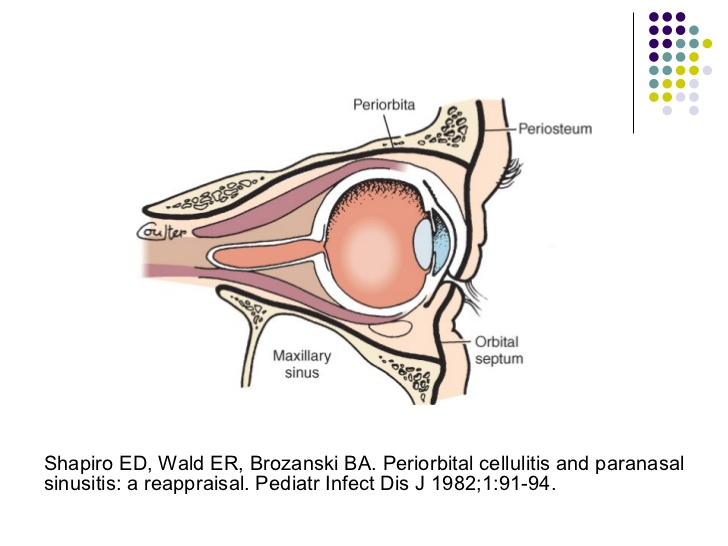 Periorbita
Periosteum
Coulter
Orbital
septum
Maxillary
sinus
Shapiro ED, Wald ER, Brozanski BA. Periorbital cellulitis and paranasal
sinusitis: a reappraisal. Pediatr Infect Dis J 1982;1:91-94.